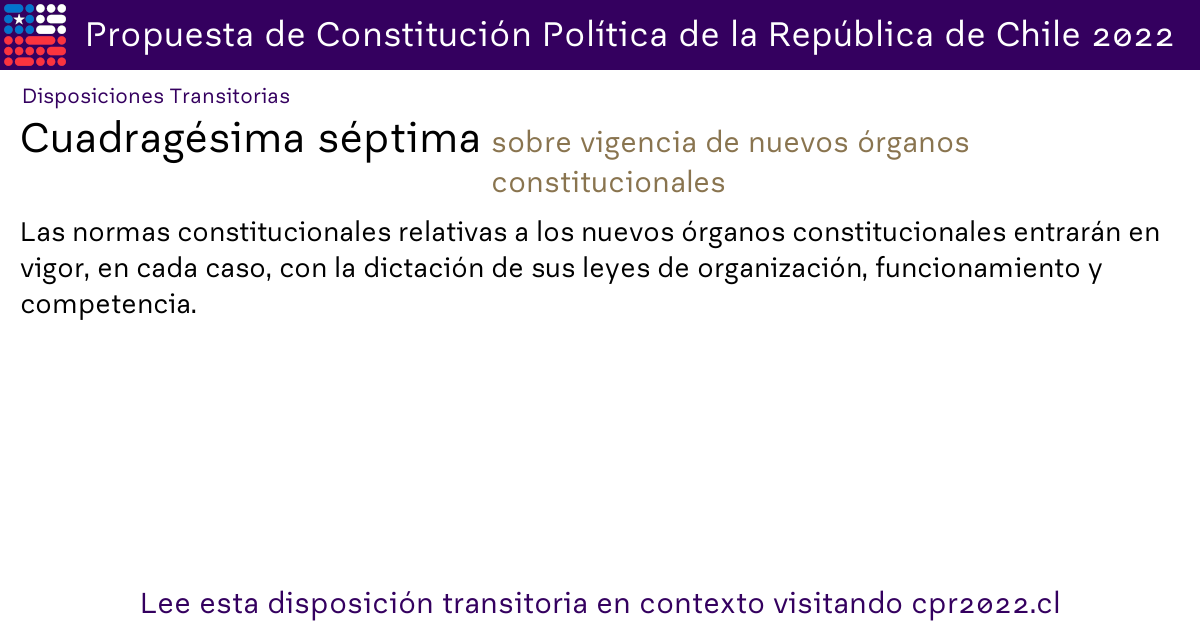 Propuesta de Constitución Política de la República de Chile 2022
Disposiciones Transitorias
Cuadragésima séptima sobre vigencia de nuevos órganos
constitucionales
Las normas constitucionales relativas a los nuevos órganos constitucionales entrarán en
vigor, en cada caso, con la dictación de sus leyes de organización, funcionamiento y
competencia.
Lee esta disposición transitoria en contexto visitando cpr2022.cl